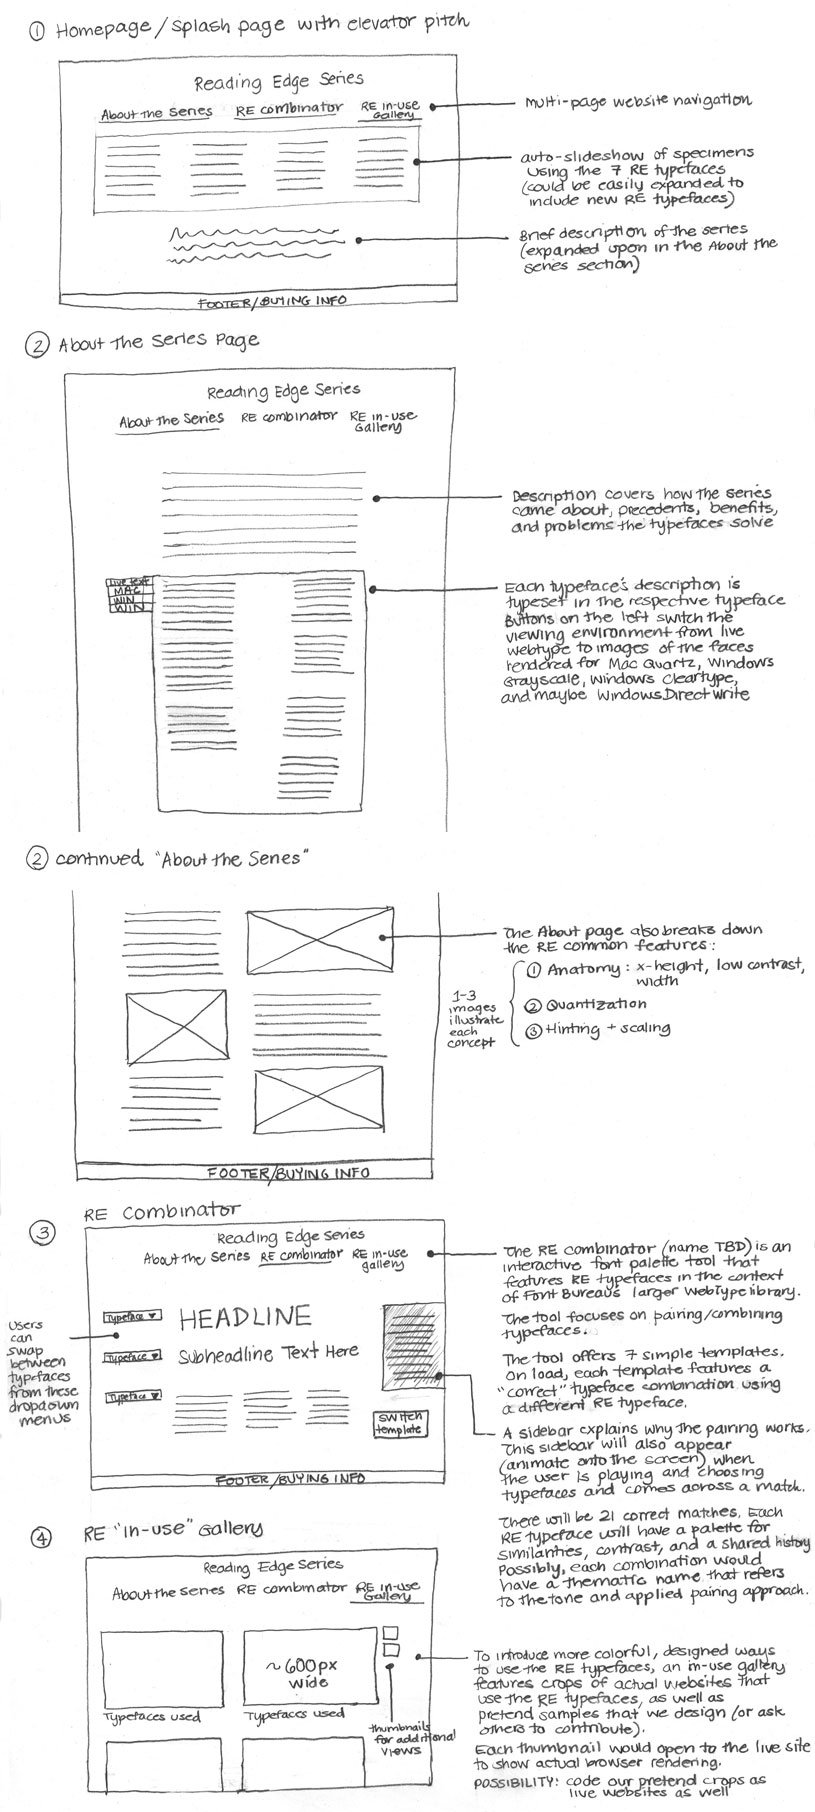 ① Homepage/splash page with elevator pitch
Reading Edge Series
About the Series RE combinator RE in-use
Gallery
multi-page website navigation
auto-slideshow of specimens
using the 7 RE typefaces
(could be easily expanded to
include new RE typefaces)
Brief description of the series
(expanded upon in the About the
series section)
FOOTER/BUYING INFO
② About The Series Page
Reading Edge Series
About The Series RE combinator RE in-use
Gallery
Description covers how the series
came about, precedents, benefits,
and problems the typefaces solve
Live text
MAC
WIN
WIN
Each typeface's description is
typeset in the respective typeface
Buttons on the left switch the
viewing environment from live
webtype to images of the faces
rendered for Mac Quartz, Windows
Grayscale, Windows Cleartype,
and maybe Windows DirectWrite
② continued "About the Series"
The About page also breaks down
the RE common features:
① Anatomy: x-height, low contrast,
width
② Quantization
③ Hinting + scaling
1-3
images
illustrate
each
concept
FOOTER/BUYING INFO
③ RE Combinator
Reading Edge Series
About the Series RE combinator RE in-use
gallery
users
can
swap
between
typefaces
from these
dropdown
menus
Typeface ▼ HEADLINE
Typeface ▼ Subheadline Text Here
Typeface ▼
SWITCH
template
FOOTER/BUYING INFO
The RE combinator (name TBD) is an
interactive font palette tool that
features RE typefaces in the context
of Font Bureau's larger Webtype library.
The tool focuses on pairing/combining
typefaces.
The tool offers 7 simple templates.
On load, each template features a
"correct" typeface combination using
a different RE typeface.
A sidebar explains why the pairing works.
This sidebar will also appear
(animate onto the screen) when
the user is playing and choosing
typefaces and comes across a match.
There will be 21 correct matches. Each
RE typeface will have a palette for
similarities, contrast, and a shared history
Possibly, each combination would
have a thematic name that refers
to the tone and applied pairing approach.
④ RE "in-use" Gallery
Reading Edge Series
About the Series RE combinator RE in-use
Gallery
~600px
wide
Typefaces used Typefaces used
thumbnails
for additional
views
To introduce more colorful, designed ways
to use the RE typefaces, an in-use gallery
features crops of actual websites that
use the RE typefaces, as well as
pretend samples that we design (or ask
others to contribute).
Each thumbnail would open to the live site
to show actual browser rendering.
POSSIBILITY: code our pretend crops as
live websites as well